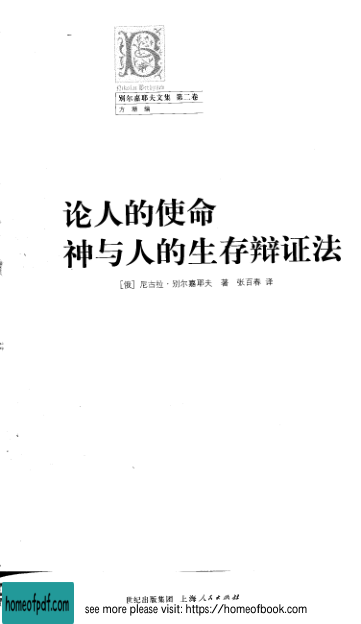 Nikolai Berdyaev
别尔嘉耶夫文集 第二卷
方珊 编
论人的使命
神与人的生存辩证法
[俄] 尼古拉·别尔嘉耶夫 著 张百春 译
世纪出版集团 上海人民出版社
homeofpdf.com
see more please visit: https://homeofbook.com